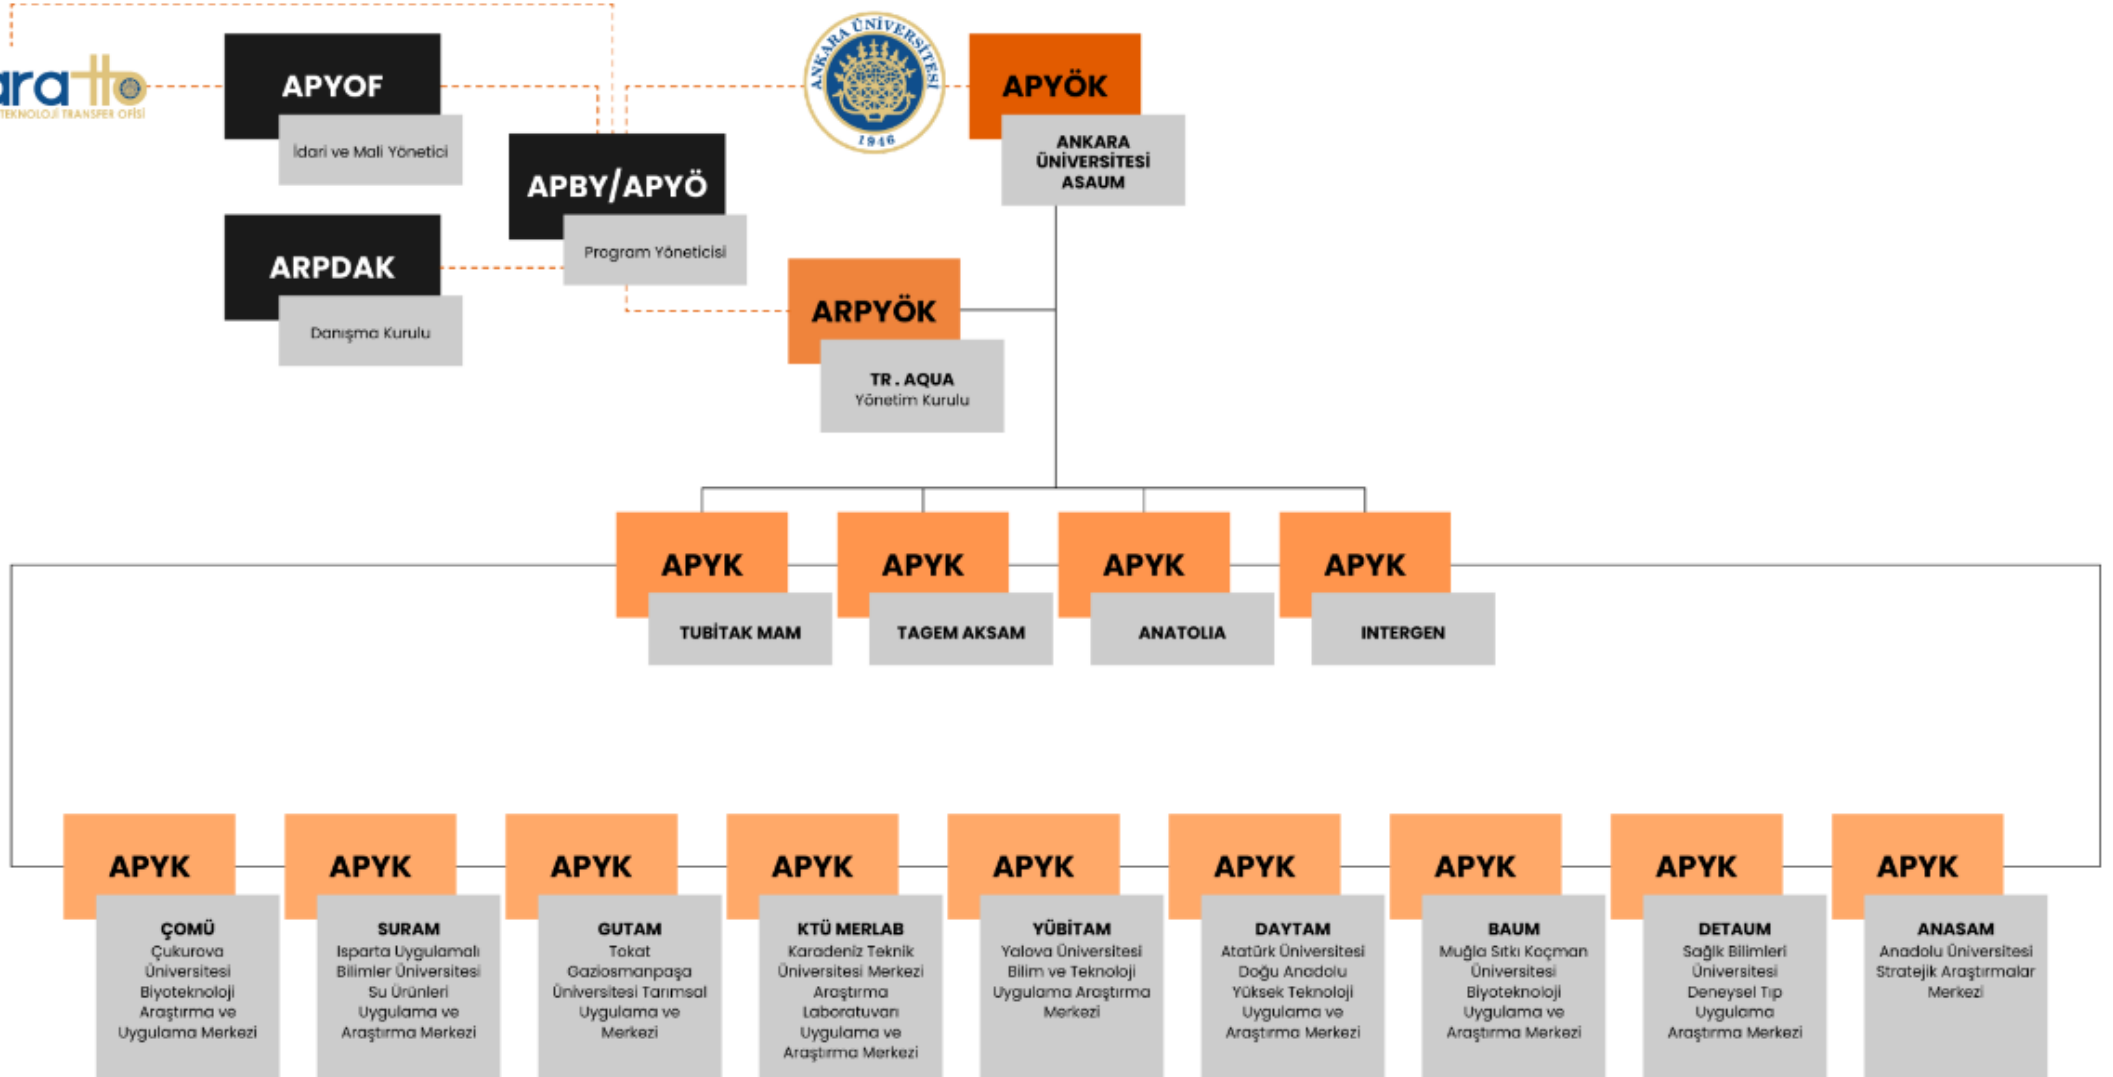 ara
TEKNOLOJİ TRANSFER OFİSİ
APYOF
İdari ve Mali Yönetici
ANKARA ÜNİVERSİTESİ
1946
APYÖK
ANKARA
ÜNİVERSİTESİ
ASAUM
APBY/APYÖ
Program Yöneticisi
ARPDAK
Danışma Kurulu
ARPYÖK
TR . AQUA
Yönetim Kurulu
APYK
TUBİTAK MAM
APYK
TAGEM AKSAM
APYK
ANATOLIA
APYK
INTERGEN
APYK
ÇOMÜ
Çukurova
Üniversitesi
Biyoteknoloji
Araştırma ve
Uygulama Merkezi
APYK
SURAM
Isparta Uygulamalı
Bilimler Üniversitesi
Su Ürünleri
Uygulama ve
Araştırma Merkezi
APYK
GUTAM
Tokat
Gaziosmanpaşa
Üniversitesi Tarımsal
Uygulama ve
Merkezi
APYK
KTÜ MERLAB
Karadeniz Teknik
Üniversitesi Merkezi
Araştırma
Laboratuvarı
Uygulama ve
Araştırma Merkezi
APYK
YÜBİTAM
Yalova Üniversitesi
Bilim ve Teknoloji
Uygulama Araştırma
Merkezi
APYK
DAYTAM
Atatürk Üniversitesi
Doğu Anadolu
Yüksek Teknoloji
Uygulama ve
Araştırma Merkezi
APYK
BAUM
Muğla Sıtkı Koçman
Üniversitesi
Biyoteknoloji
Uygulama ve
Araştırma Merkezi
APYK
DETAUM
Sağlik Bilimleri
Üniversitesi
Deneysel Tıp
Uygulama
Araştırma Merkezi
APYK
ANASAM
Anadolu Üniversitesi
Stratejik Araştırmalar
Merkezi